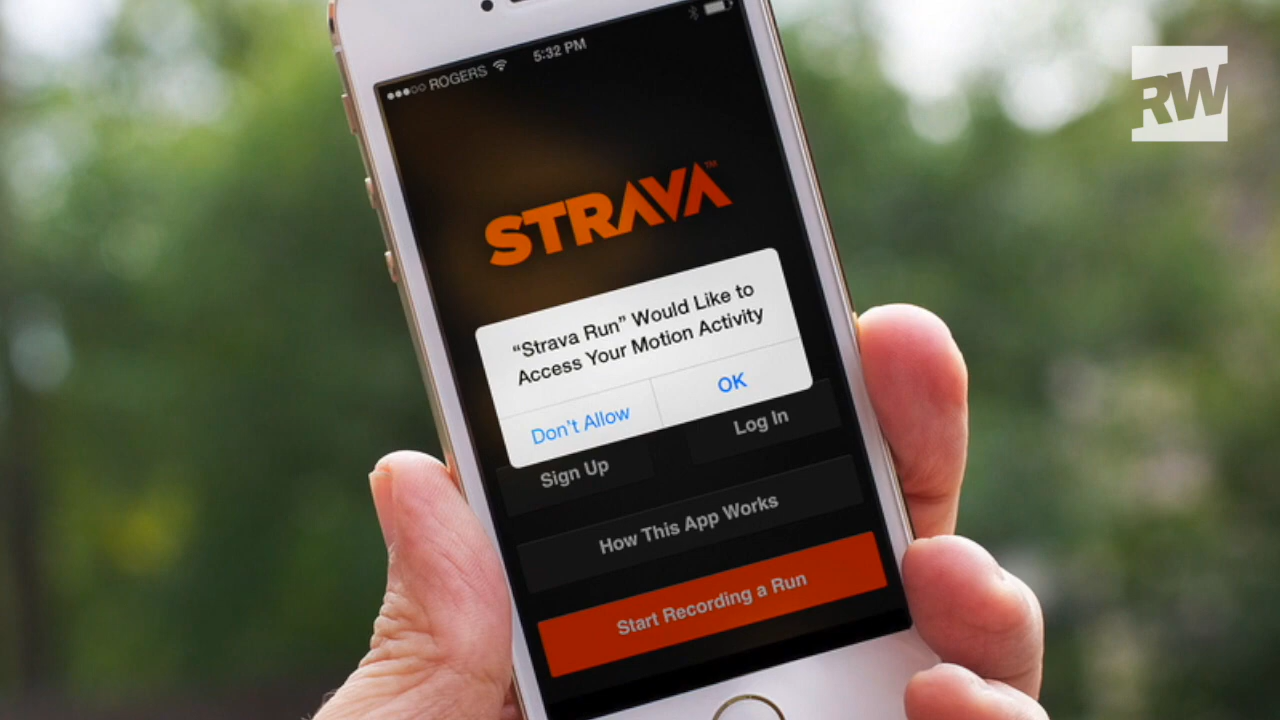 RW
ROGERS 5:32 PM
STRAVA™
“Strava Run” Would Like to
Access Your Motion Activity
Don’t Allow
OK
Sign Up
Log In
How This App Works
Start Recording a Run